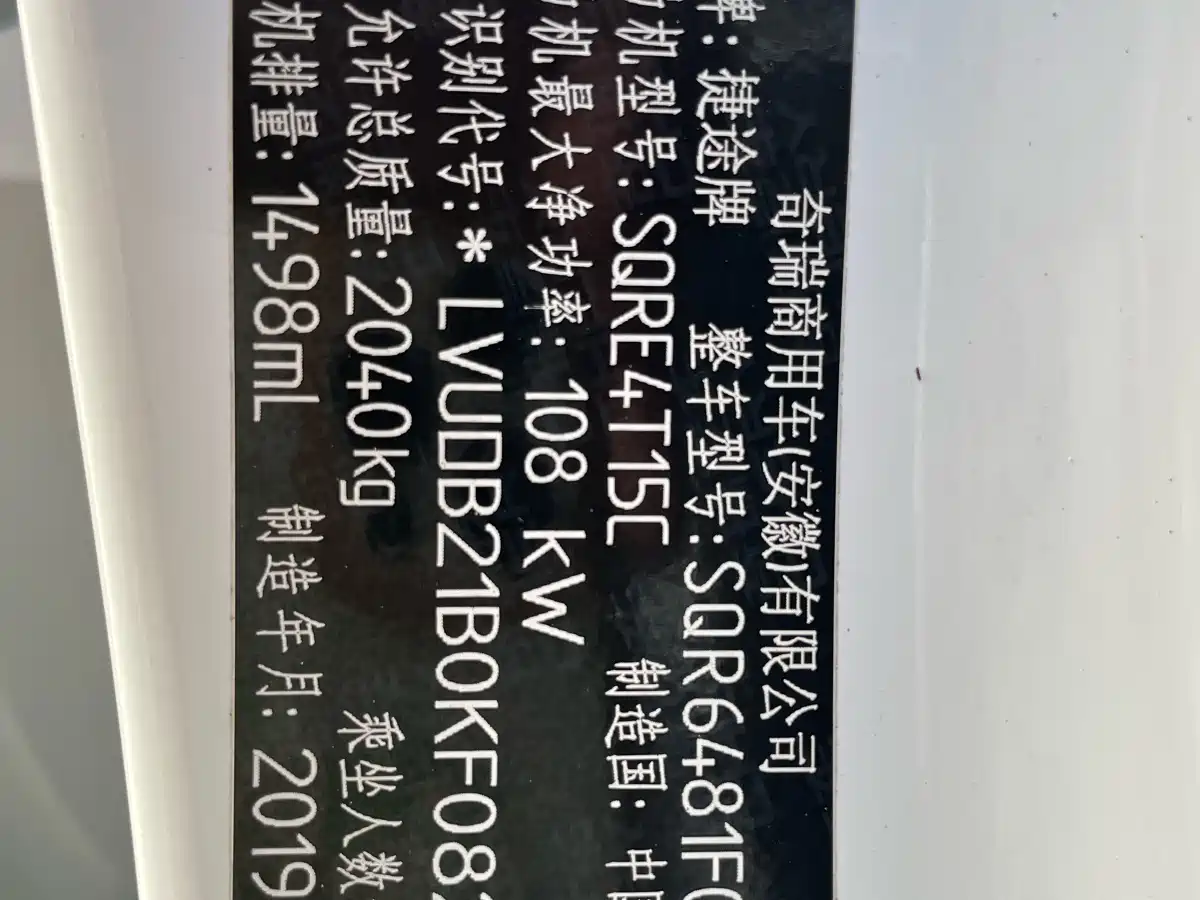 奇瑞商用车(安徽)有限公司
牌: 捷途牌 整车型号: SQR6481F
机型号: SQRE4T15C 制造国: 中国
机最大净功率: 108 kW
识别代号: * LVUDB21B0KF08
允许总质量: 2040kg 乘坐人数
机排量: 1498mL 制造年月: 2019